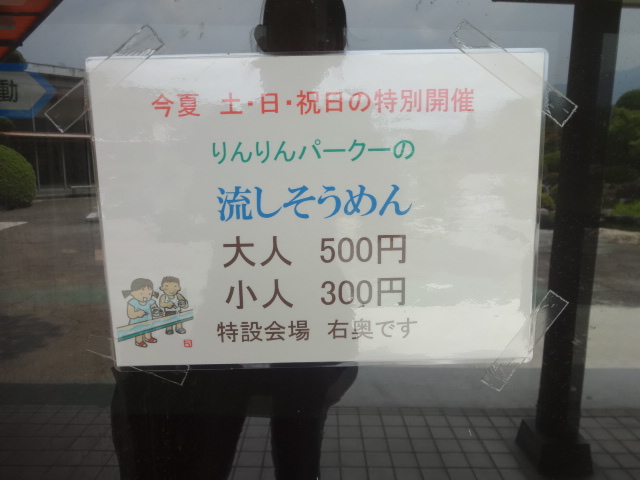 動
今夏 土・日・祝日の特別開催
りんりんパークーの
流しそうめん
大人 500円
小人 300円
特設会場 右奥です